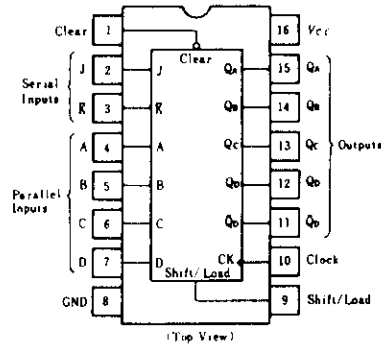 Clear 1 16 Vcc
Clear
J 2 J QA 15 QA
Serial Inputs
K̅ 3 K̅ QB 14 QB
A 4 A QC 13 QC
Outputs
B 5 B QD 12 QD
Parallel Inputs
C 6 C Q̅D 11 Q̅D
D 7 D CK 10 Clock
Shift/Load
GND 8 9 Shift/Load
(Top View)